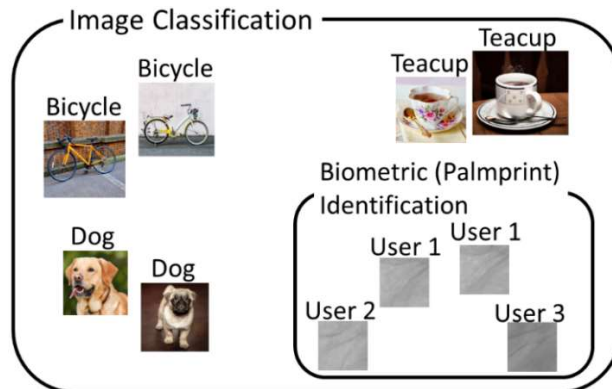 Image Classification
Teacup
Teacup
Bicycle
Bicycle
Biometric (Palmprint)
Identification
Dog
Dog
User 1
User 1
User 2
User 3